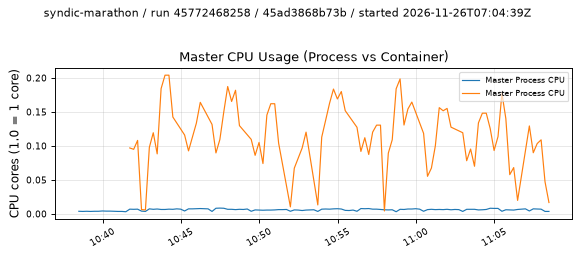 syndic-marathon / run 45772468258 / 45ad3868b73b / started 2026-11-26T07:04:39Z
Master CPU Usage (Process vs Container)
CPU cores (1.0 = 1 core)
0.20
0.15
0.10
0.05
0.00
Master Process CPU
Master Process CPU
10:40
10:45
10:50
10:55
11:00
11:05